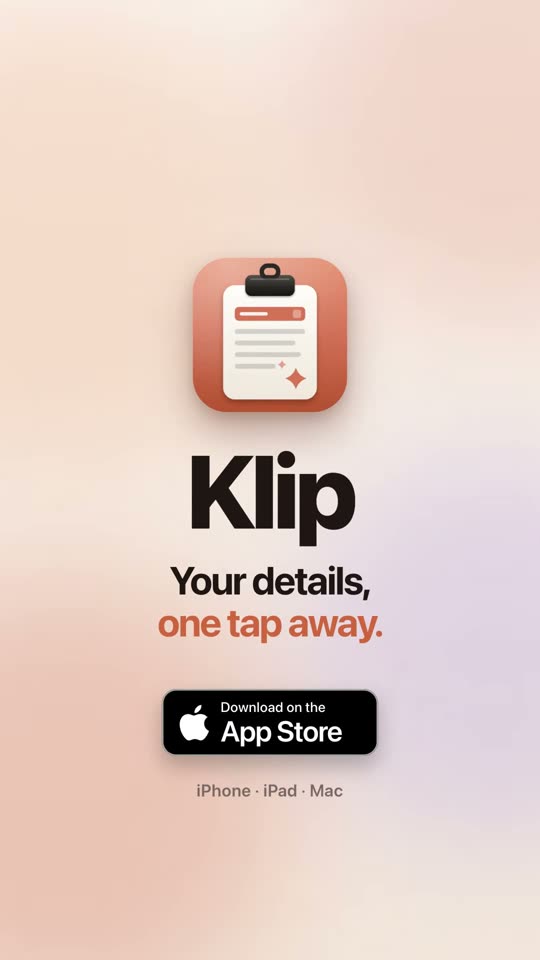 Klip
Your details,
one tap away.
Download on the
App Store
iPhone · iPad · Mac